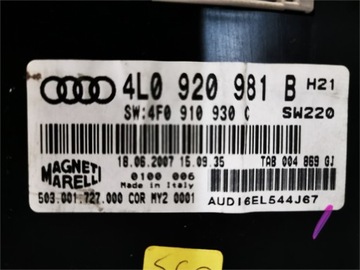 4L0 920 981 B H21
SW:4F0 910 930 C SW220
18.06.2007 15.09.35 TAB 004 869 GJ
MAGNETI MARELLI
0100 006
Made in Italy
503.001.727.000 COR MY2 0001
AUDI6EL544J67